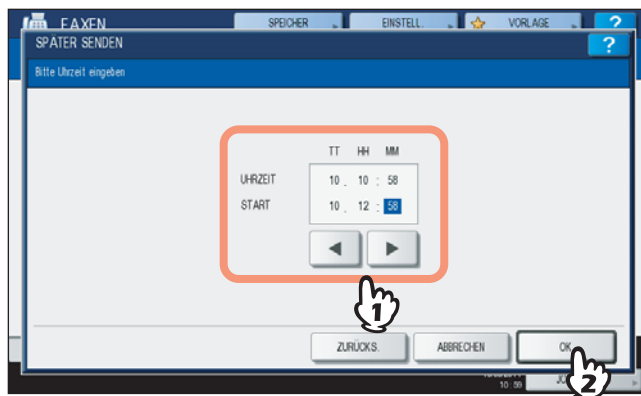 FAXEN SPEICHER EINSTELL. VORLAGE ?
SPÄTER SENDEN ?
Bitte Uhrzeit eingeben
TT HH MM
UHRZEIT 10 . 10 : 58
START 10 . 12 : 58
1
ZURÜCKS. ABBRECHEN OK
2
10:59